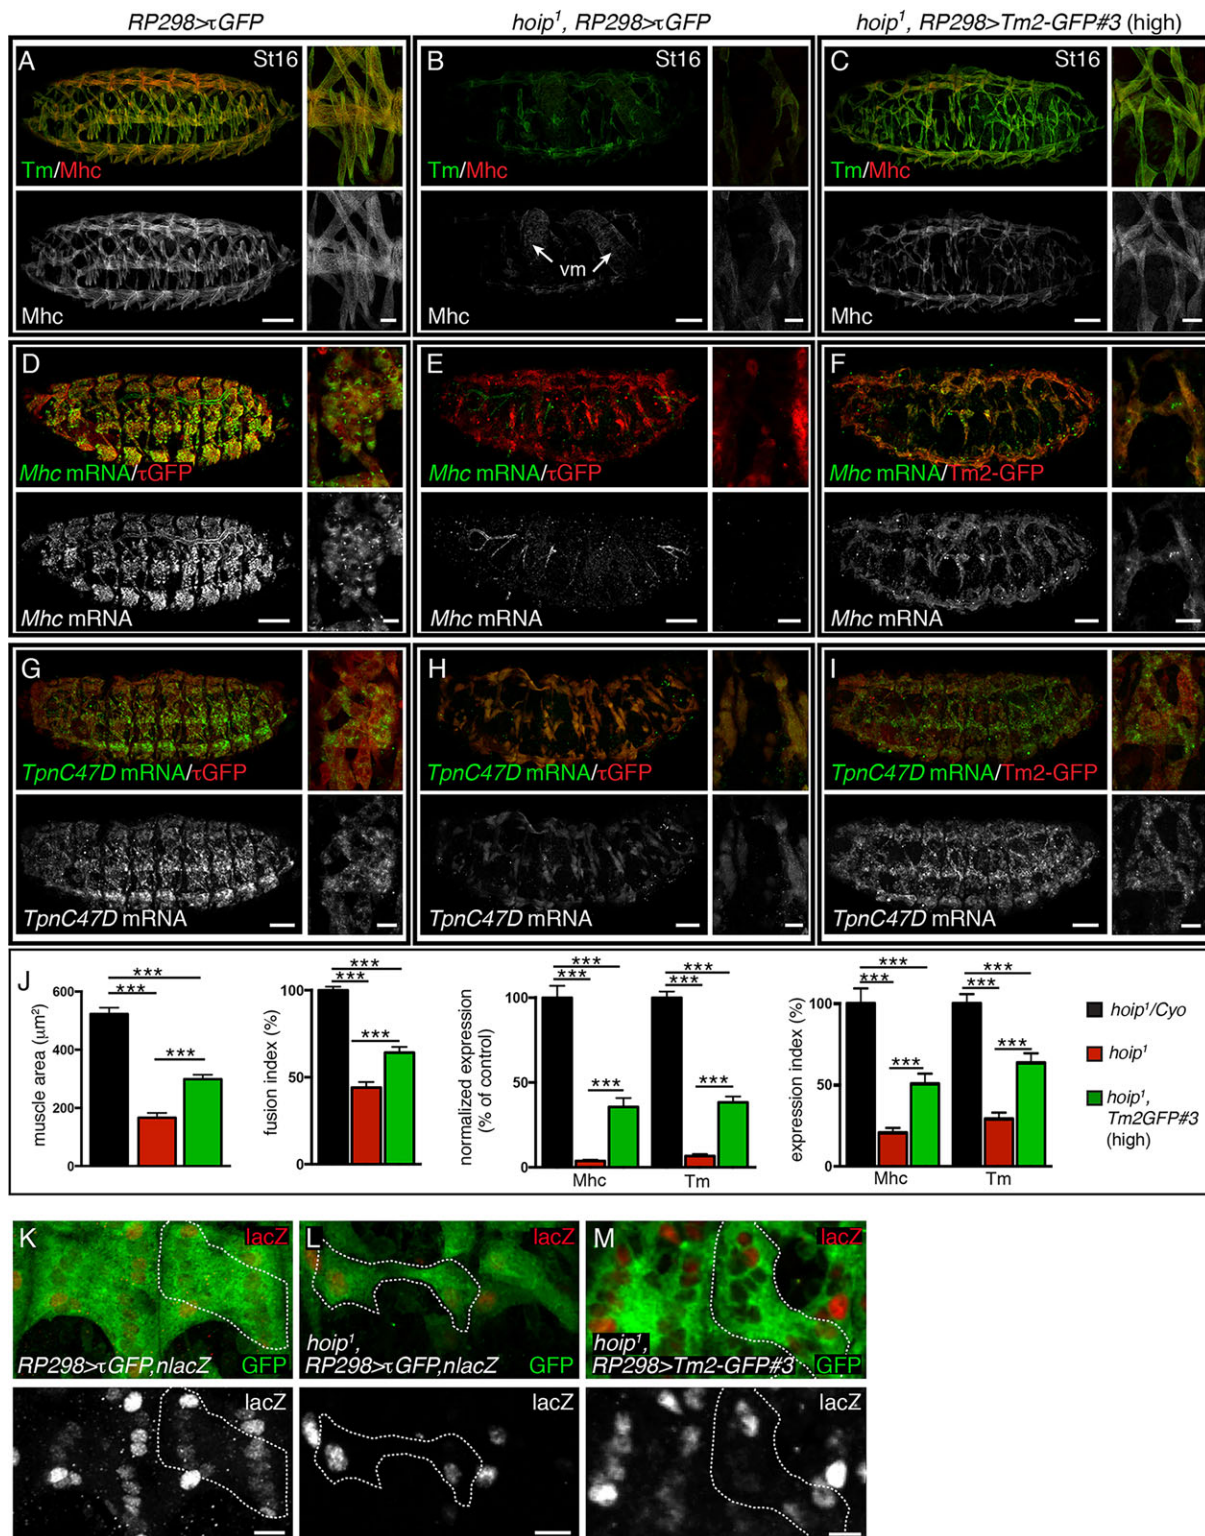 RP298>τGFP
hoip¹, RP298>τGFP
hoip¹, RP298>Tm2-GFP#3 (high)
A
St16
Tm/Mhc
Mhc
B
St16
Tm/Mhc
vm
Mhc
C
St16
Tm/Mhc
Mhc
D
Mhc mRNA/τGFP
Mhc mRNA
E
Mhc mRNA/τGFP
Mhc mRNA
F
Mhc mRNA/Tm2-GFP
Mhc mRNA
G
TpnC47D mRNA/τGFP
TpnC47D mRNA
H
TpnC47D mRNA/τGFP
TpnC47D mRNA
I
TpnC47D mRNA/Tm2-GFP
TpnC47D mRNA
J
muscle area (μm²)
600
400
200
0
***
***
***
fusion index (%)
100
50
0
***
***
***
normalized expression
(% of control)
100
50
0
***
***
***
***
***
***
Mhc
Tm
expression index (%)
100
50
0
***
***
***
***
***
***
Mhc
Tm
hoip¹/Cyo
hoip¹
hoip¹,
Tm2GFP#3
(high)
K
lacZ
RP298>τGFP,nlacZ
GFP
lacZ
L
lacZ
hoip¹,
RP298>τGFP,nlacZ
GFP
lacZ
M
lacZ
hoip¹,
RP298>Tm2-GFP#3
GFP
lacZ